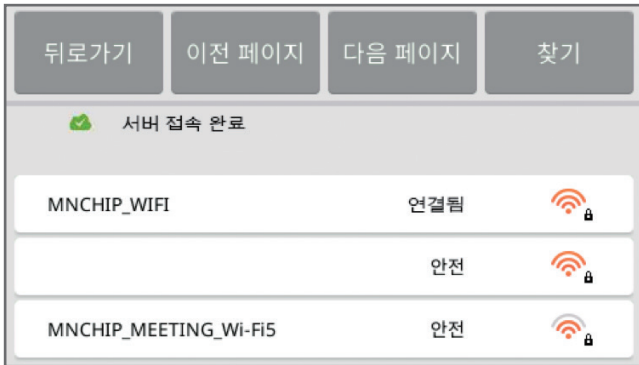 뒤로가기 이전 페이지 다음 페이지 찾기
서버 접속 완료
MNCHIP_WIFI 연결됨
안전
MNCHIP_MEETING_Wi-Fi5 안전